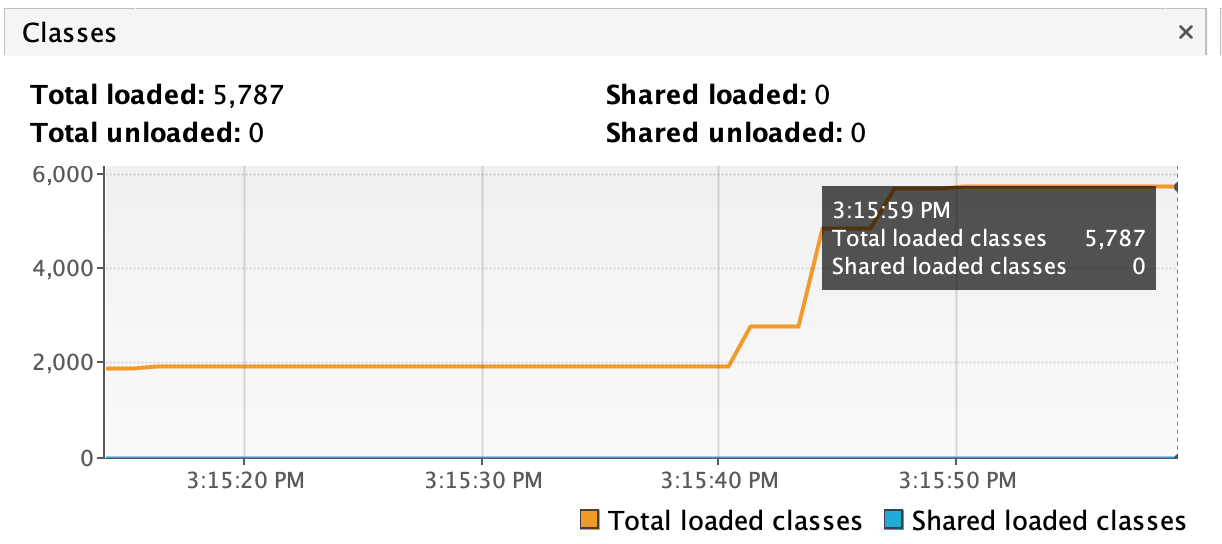 Classes ×
Total loaded: 5,787 Shared loaded: 0
Total unloaded: 0 Shared unloaded: 0
6,000
3:15:59 PM
Total loaded classes 5,787
4,000
Shared loaded classes 0
2,000
0
3:15:20 PM 3:15:30 PM 3:15:40 PM 3:15:50 PM
Total loaded classes Shared loaded classes